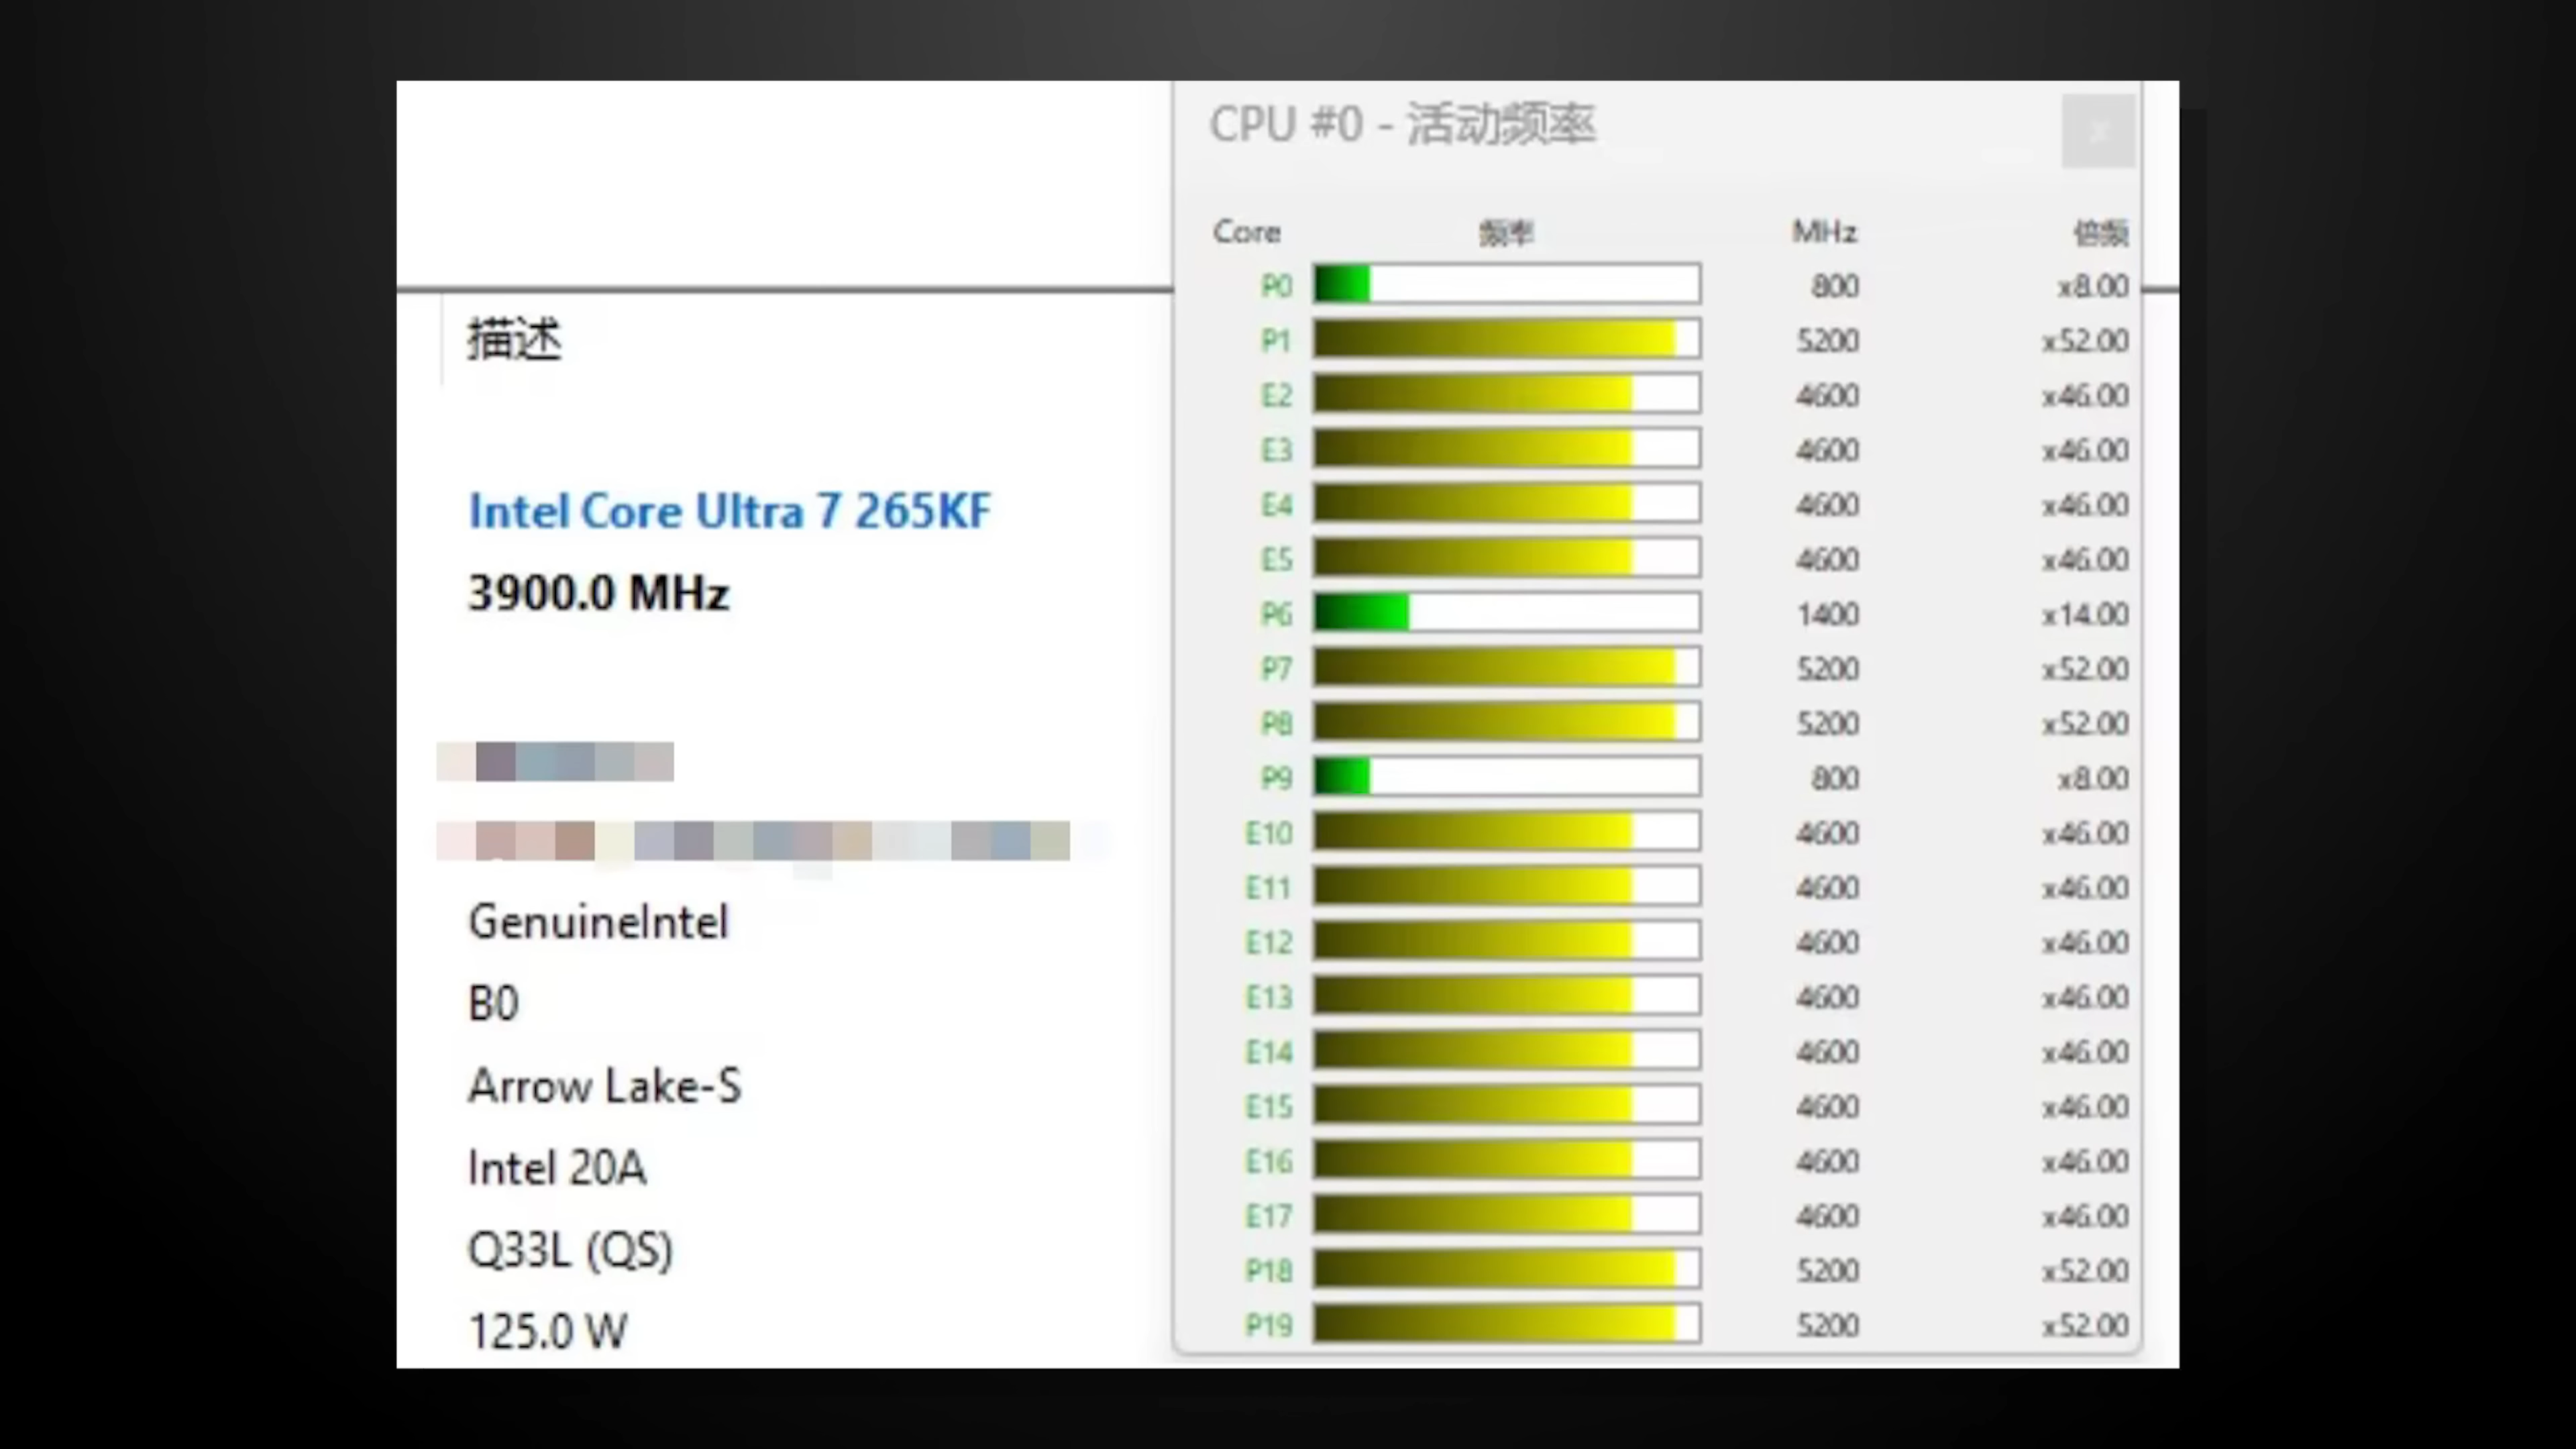 描述
Intel Core Ultra 7 265KF
3900.0 MHz
GenuineIntel
B0
Arrow Lake-S
Intel 20A
Q33L (QS)
125.0 W
CPU #0 - 活动频率
Core 频率 MHz 倍频
P0 800 x8.00
P1 5200 x52.00
E2 4600 x46.00
E3 4600 x46.00
E4 4600 x46.00
E5 4600 x46.00
P6 1400 x14.00
P7 5200 x52.00
P8 5200 x52.00
P9 800 x8.00
E10 4600 x46.00
E11 4600 x46.00
E12 4600 x46.00
E13 4600 x46.00
E14 4600 x46.00
E15 4600 x46.00
E16 4600 x46.00
E17 4600 x46.00
P18 5200 x52.00
P19 5200 x52.00